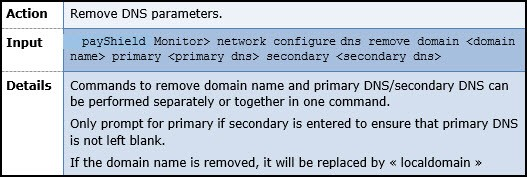 Action Remove DNS parameters.
Input payShield Monitor> network configure dns remove domain <domain
name> primary <primary dns> secondary <secondary dns>
Details Commands to remove domain name and primary DNS/secondary DNS can
be performed separately or together in one command.
Only prompt for primary if secondary is entered to ensure that primary DNS
is not left blank.
If the domain name is removed, it will be replaced by « localdomain »